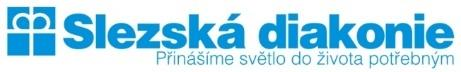 Slezská diakonie
Přinášíme světlo do života potřebným